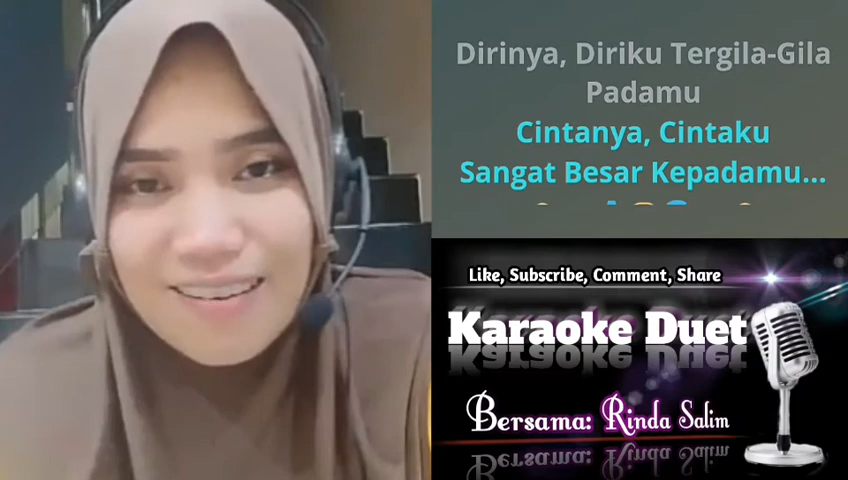 Dirinya, Diriku Tergila-Gila
Padamu
Cintanya, Cintaku
Sangat Besar Kepadamu...
Like, Subscribe, Comment, Share
Karaoke Duet
Bersama: Rinda Salim